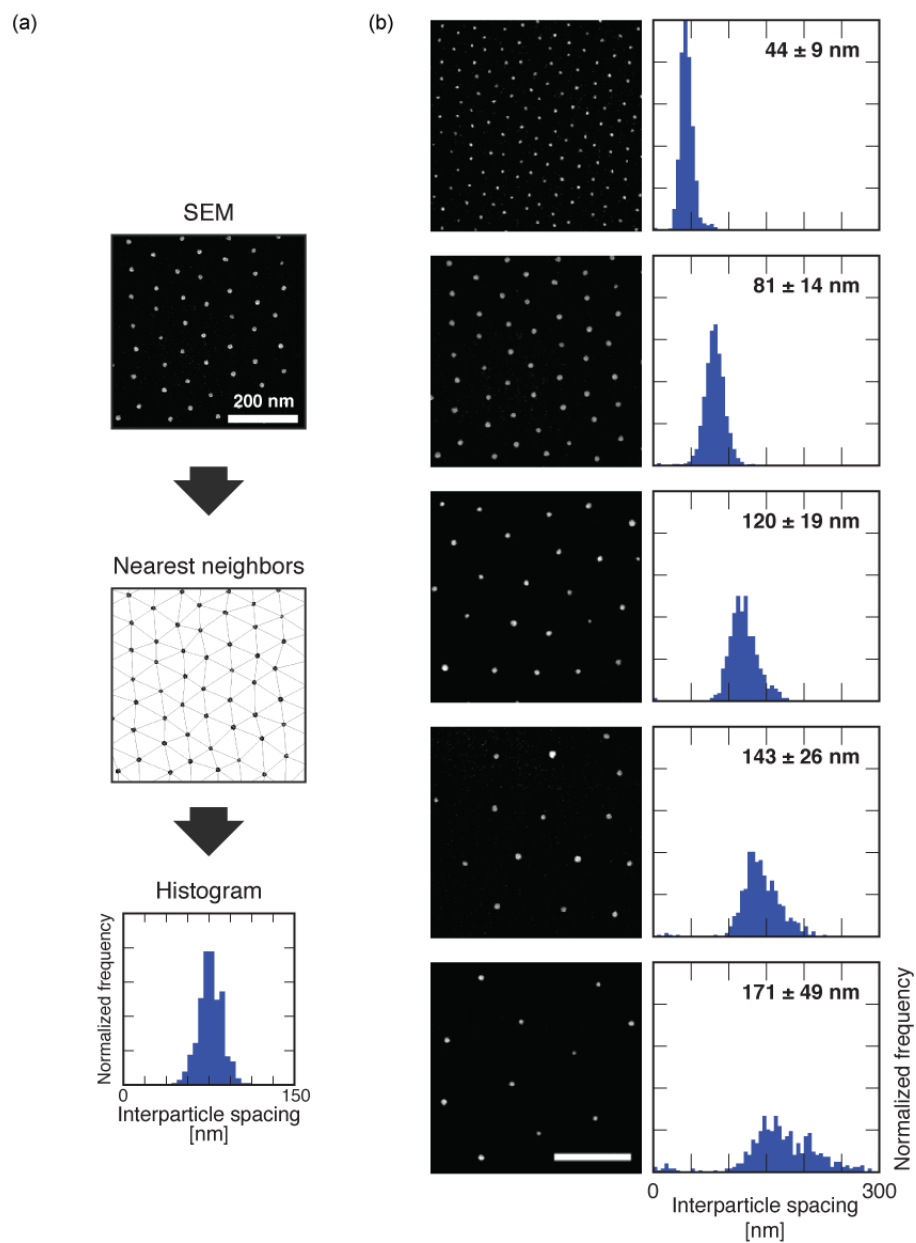 (a)
SEM
200 nm
Nearest neighbors
Histogram
Normalized frequency
0
150
Interparticle spacing
[nm]
(b)
44 ± 9 nm
81 ± 14 nm
120 ± 19 nm
143 ± 26 nm
171 ± 49 nm
Normalized frequency
0
300
Interparticle spacing
[nm]